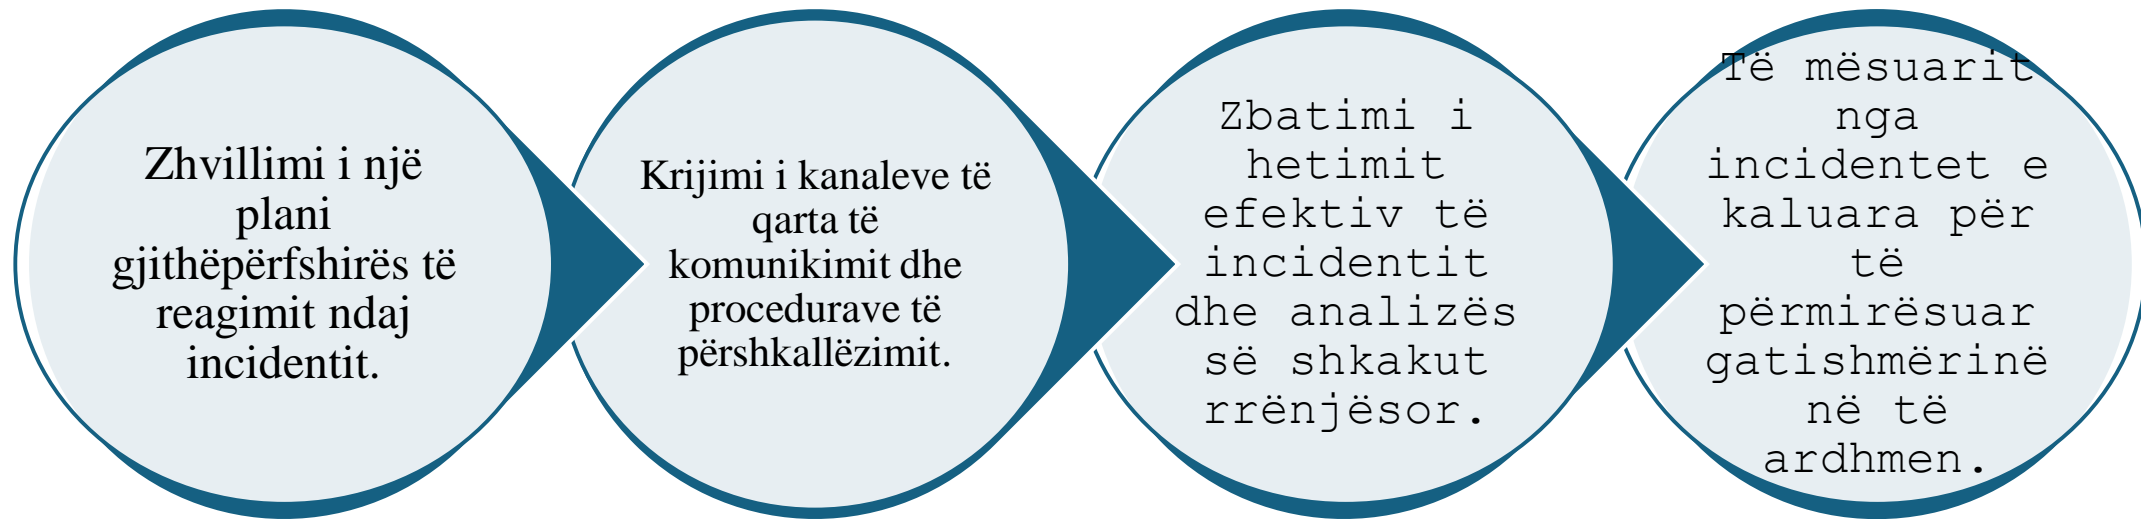 Zhvillimi i një
plani
gjithëpërfshirës të
reagimit ndaj
incidentit.
Krijimi i kanaleve të
qarta të
komunikimit dhe
procedurave të
përshkallëzimit.
Zbatimi i
hetimit
efektiv të
incidentit
dhe analizës
së shkakut
rrënjësor.
Të mësuarit
nga
incidentet e
kaluara për
të
përmirësuar
gatishmërinë
në të
ardhmen.